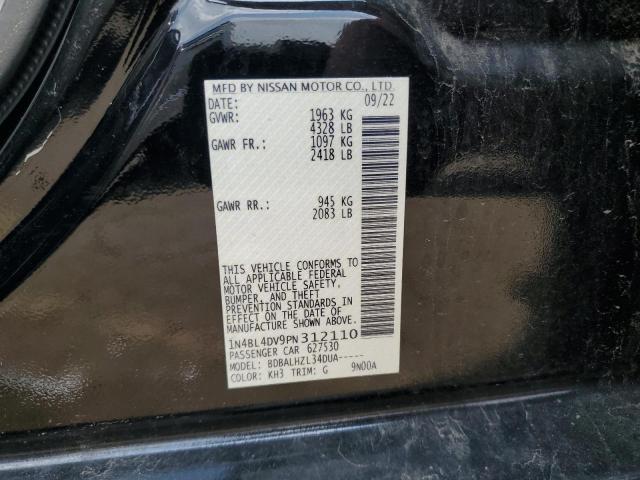 MFD BY NISSAN MOTOR CO., LTD.
DATE: 09/22
GVWR: 1963 KG
4328 LB
GAWR FR.: 1097 KG
2418 LB
GAWR RR.: 945 KG
2083 LB
THIS VEHICLE CONFORMS TO
ALL APPLICABLE FEDERAL
MOTOR VEHICLE SAFETY,
BUMPER, AND THEFT
PREVENTION STANDARDS IN
EFFECT ON THE DATE OF
MANUFACTURE SHOWN ABOVE.
1N4BL4DV9PN312110
PASSENGER CAR 627530
MODEL: BDBALHZL34DUA-----
COLOR: KH3 TRIM: G 9N00A